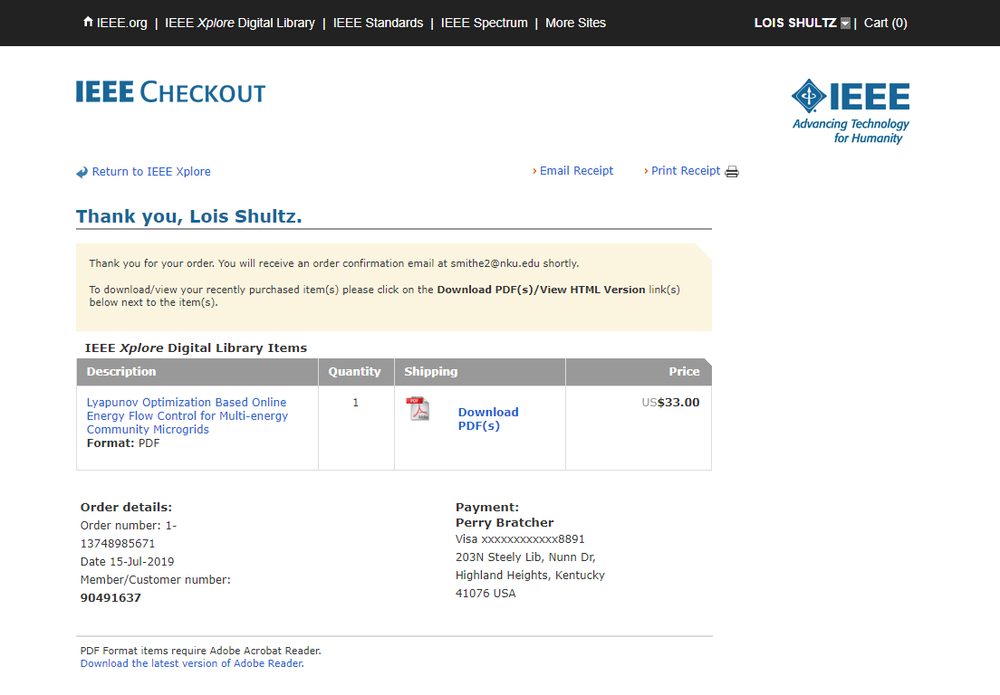 IEEE.org | IEEE Xplore Digital Library | IEEE Standards | IEEE Spectrum | More Sites
LOIS SHULTZ | Cart (0)
IEEE CHECKOUT
IEEE
Advancing Technology
for Humanity
Return to IEEE Xplore
› Email Receipt
› Print Receipt
Thank you, Lois Shultz.
Thank you for your order. You will receive an order confirmation email at smithe2@nku.edu shortly.
To download/view your recently purchased item(s) please click on the Download PDF(s)/View HTML Version link(s)
below next to the item(s).
IEEE Xplore Digital Library Items
Description Quantity Shipping Price
Lyapunov Optimization Based Online
Energy Flow Control for Multi-energy
Community Microgrids
Format: PDF
1
PDF
Download
PDF(s)
US$33.00
Order details:
Order number: 1-
13748985671
Date 15-Jul-2019
Member/Customer number:
90491637
Payment:
Perry Bratcher
Visa xxxxxxxxxxxx8891
203N Steely Lib, Nunn Dr,
Highland Heights, Kentucky
41076 USA
PDF Format items require Adobe Acrobat Reader.
Download the latest version of Adobe Reader.